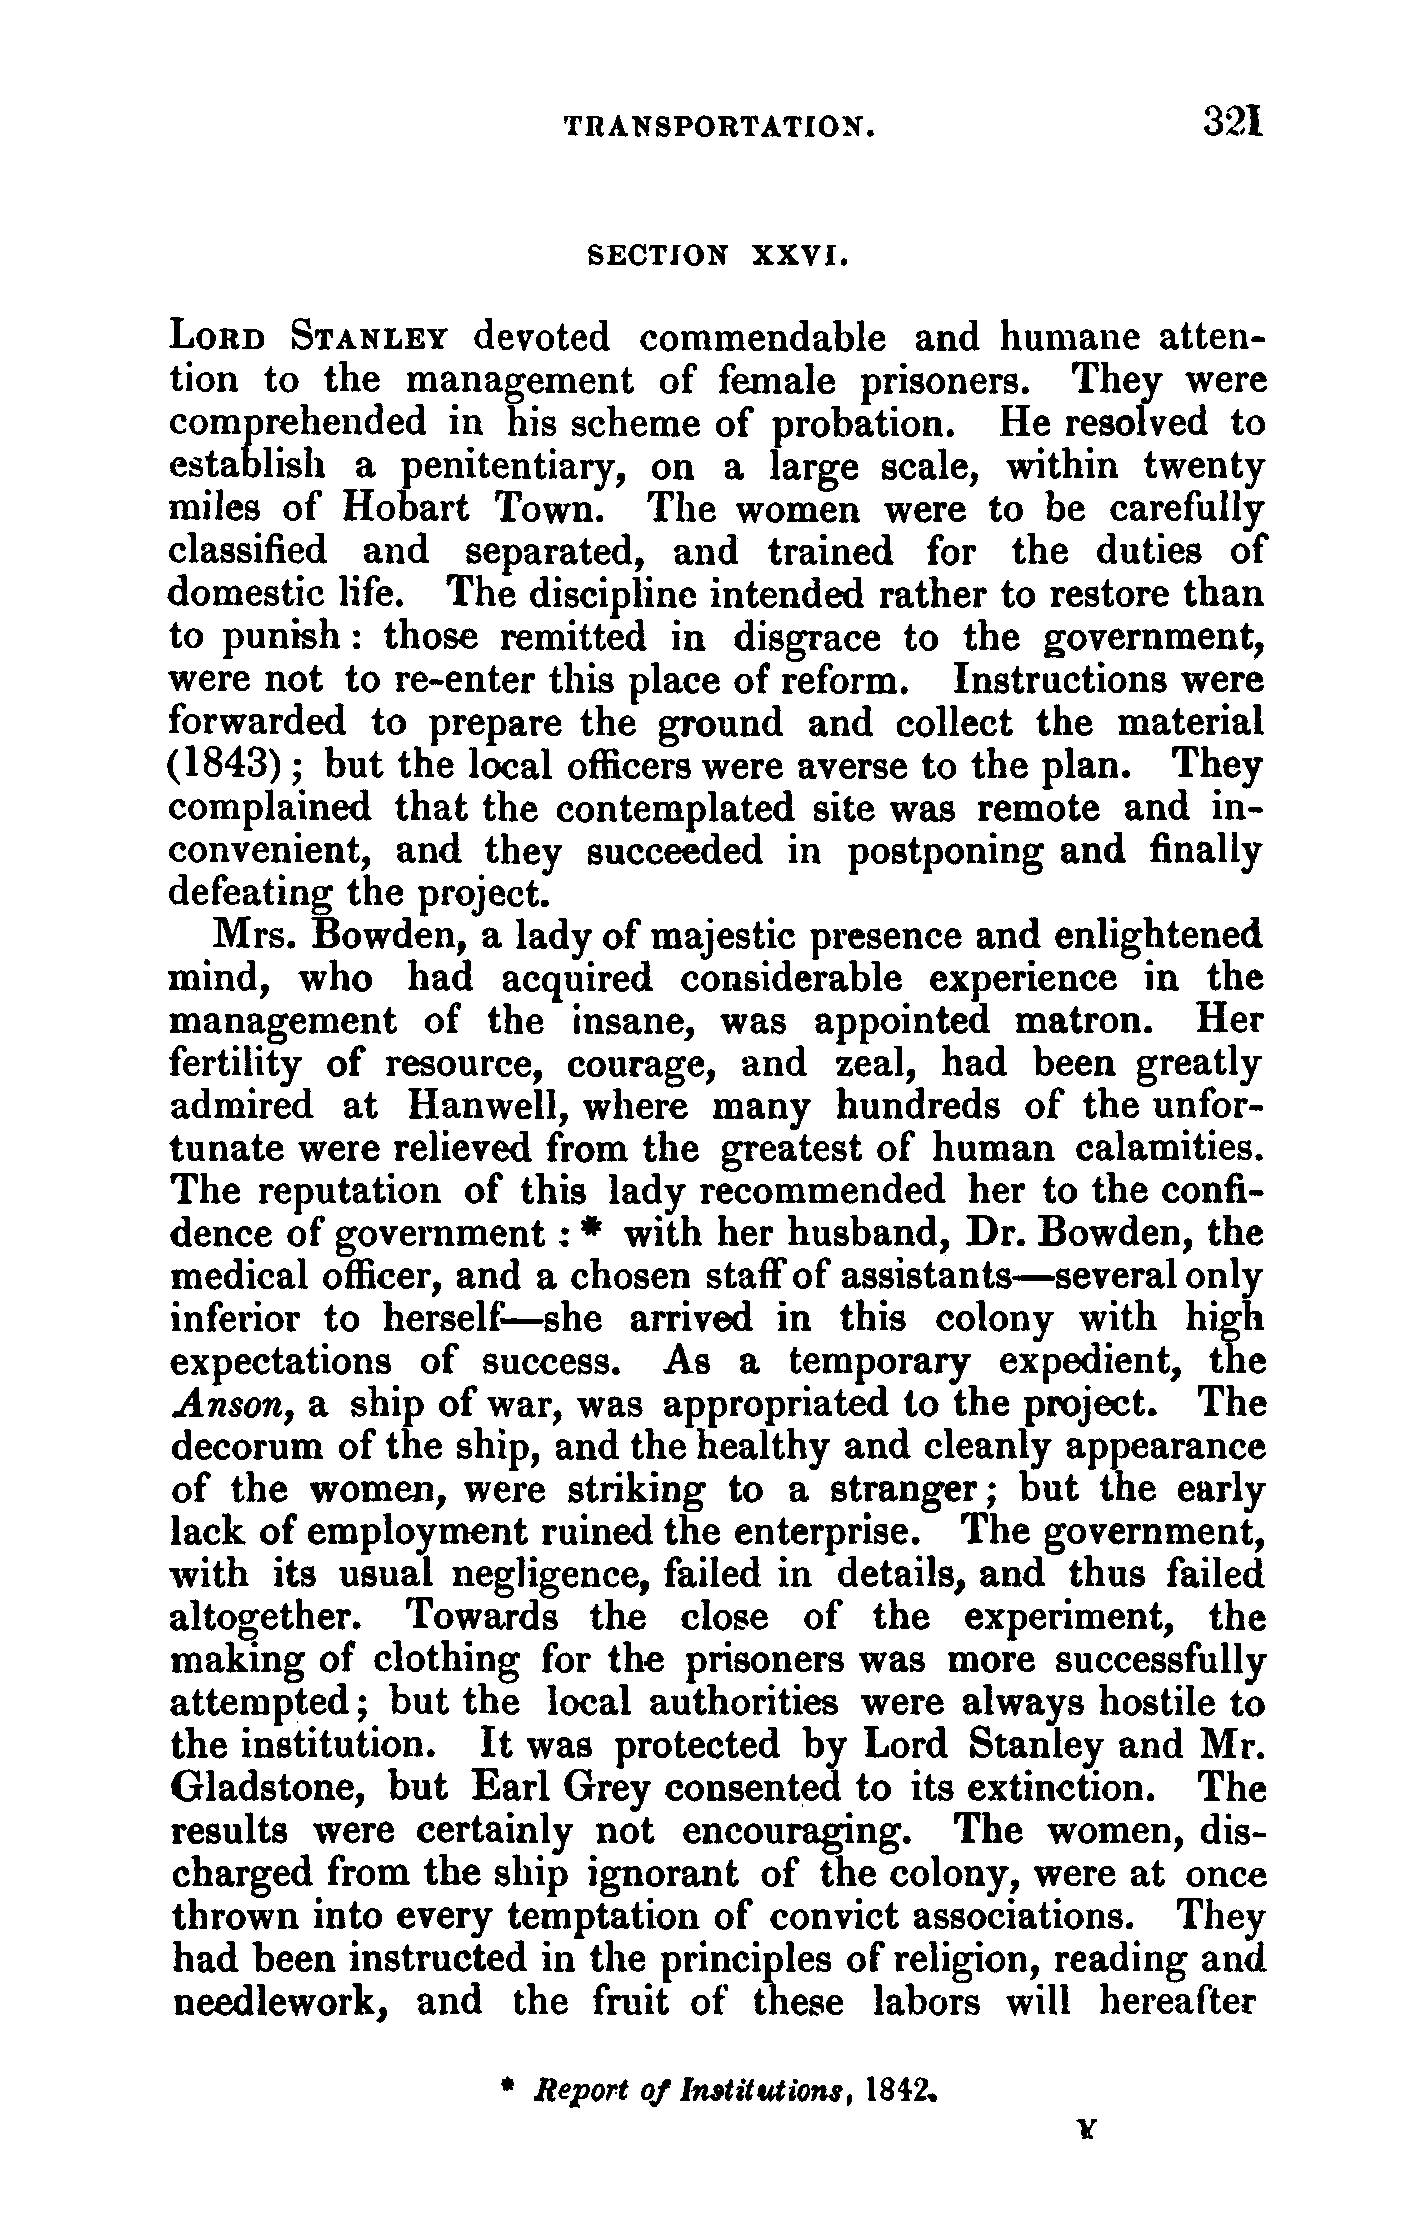 TRANSPORTATION. 321
SECTION XXVI.
LORD STANLEY devoted commendable and humane atten-
tion to the management of female prisoners. They were
comprehended in his scheme of probation. He resolved to
establish a penitentiary, on a large scale, within twenty
miles of Hobart Town. The women were to be carefully
classified and separated, and trained for the duties of
domestic life. The discipline intended rather to restore than
to punish : those remitted in disgrace to the government,
were not to re-enter this place of reform. Instructions were
forwarded to prepare the ground and collect the material
(1843) ; but the local officers were averse to the plan. They
complained that the contemplated site was remote and in-
convenient, and they succeeded in postponing and finally
defeating the project.
Mrs. Bowden, a lady of majestic presence and enlightened
mind, who had acquired considerable experience in the
management of the insane, was appointed matron. Her
fertility of resource, courage, and zeal, had been greatly
admired at Hanwell, where many hundreds of the unfor-
tunate were relieved from the greatest of human calamities.
The reputation of this lady recommended her to the confi-
dence of government : * with her husband, Dr. Bowden, the
medical officer, and a chosen staff of assistants—several only
inferior to herself—she arrived in this colony with high
expectations of success. As a temporary expedient, the
Anson, a ship of war, was appropriated to the project. The
decorum of the ship, and the healthy and cleanly appearance
of the women, were striking to a stranger ; but the early
lack of employment ruined the enterprise. The government,
with its usual negligence, failed in details, and thus failed
altogether. Towards the close of the experiment, the
making of clothing for the prisoners was more successfully
attempted ; but the local authorities were always hostile to
the institution. It was protected by Lord Stanley and Mr.
Gladstone, but Earl Grey consented to its extinction. The
results were certainly not encouraging. The women, dis-
charged from the ship ignorant of the colony, were at once
thrown into every temptation of convict associations. They
had been instructed in the principles of religion, reading and
needlework, and the fruit of these labors will hereafter
* Report of Institutions, 1842.
Y